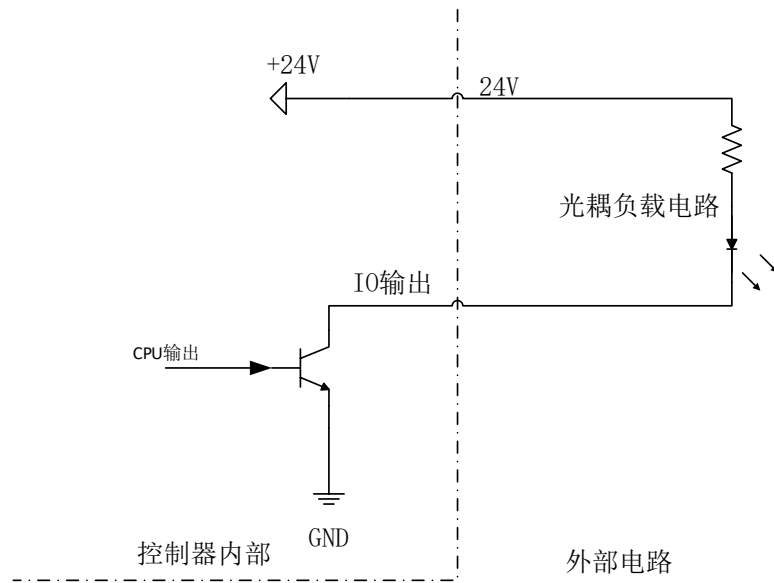 +24V
24V
光耦负载电路
IO输出
CPU输出
GND
控制器内部
外部电路